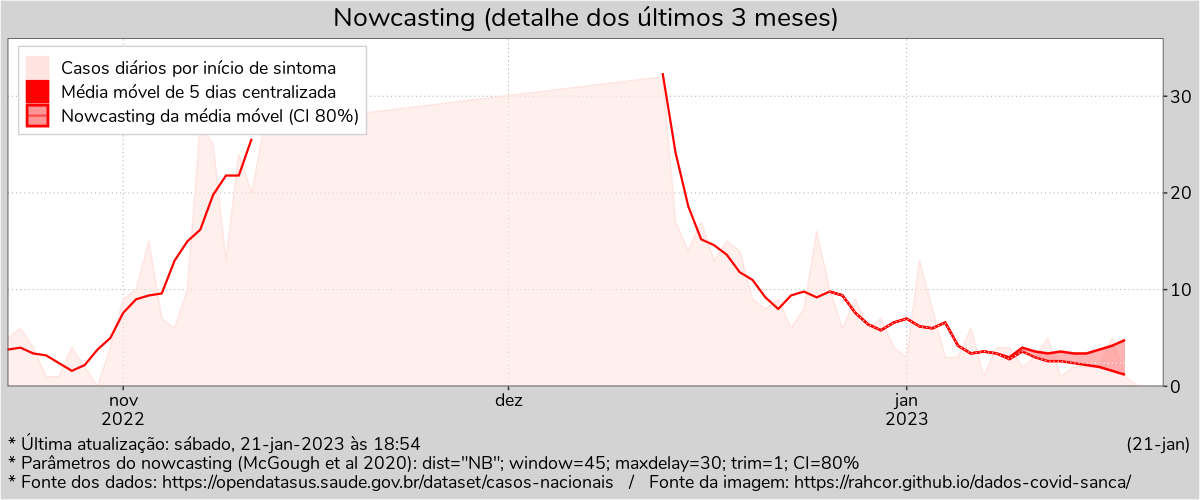 Nowcasting (detalhe dos últimos 3 meses)
Casos diários por início de sintoma
Média móvel de 5 dias centralizada
Nowcasting da média móvel (CI 80%)
30
20
10
0
nov
2022
dez
jan
2023
* Última atualização: sábado, 21-jan-2023 às 18:54
(21-jan)
* Parâmetros do nowcasting (McGough et al 2020): dist="NB"; window=45; maxdelay=30; trim=1; CI=80%
* Fonte dos dados: https://opendatasus.saude.gov.br/dataset/casos-nacionais / Fonte da imagem: https://rahcor.github.io/dados-covid-sanca/